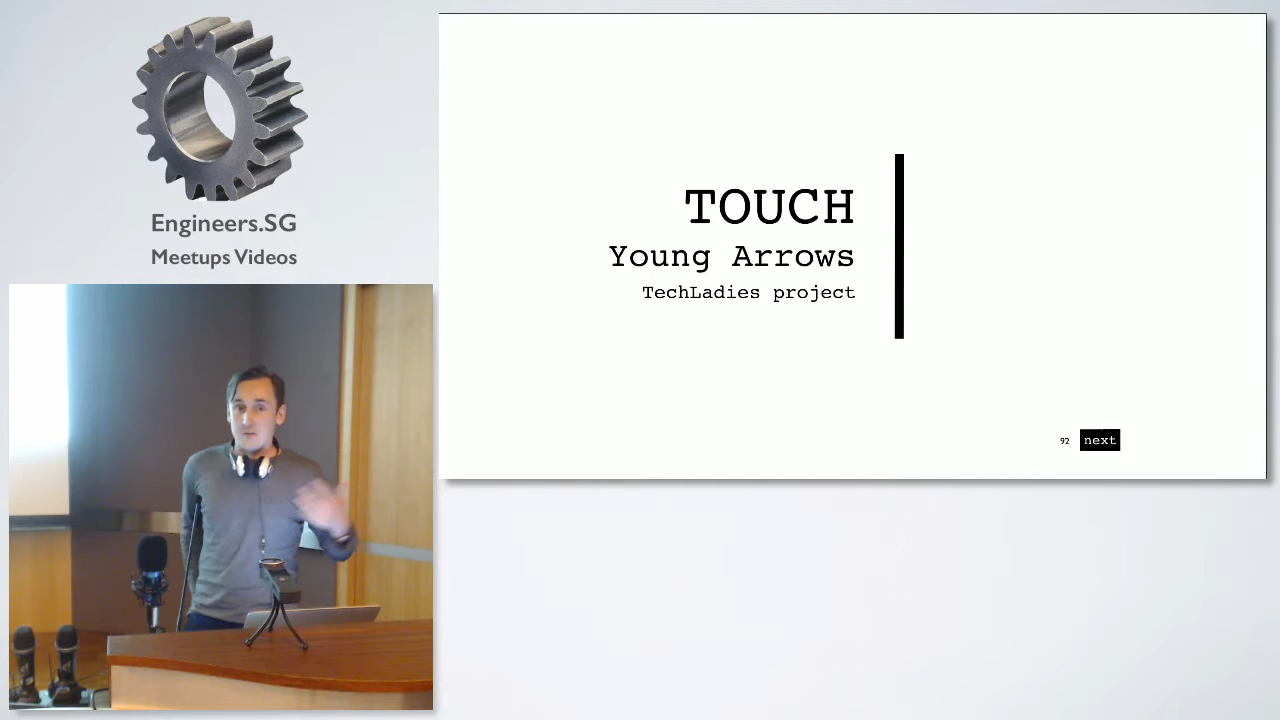 Engineers.SG
Meetups Videos
TOUCH
Young Arrows
TechLadies project
92 next